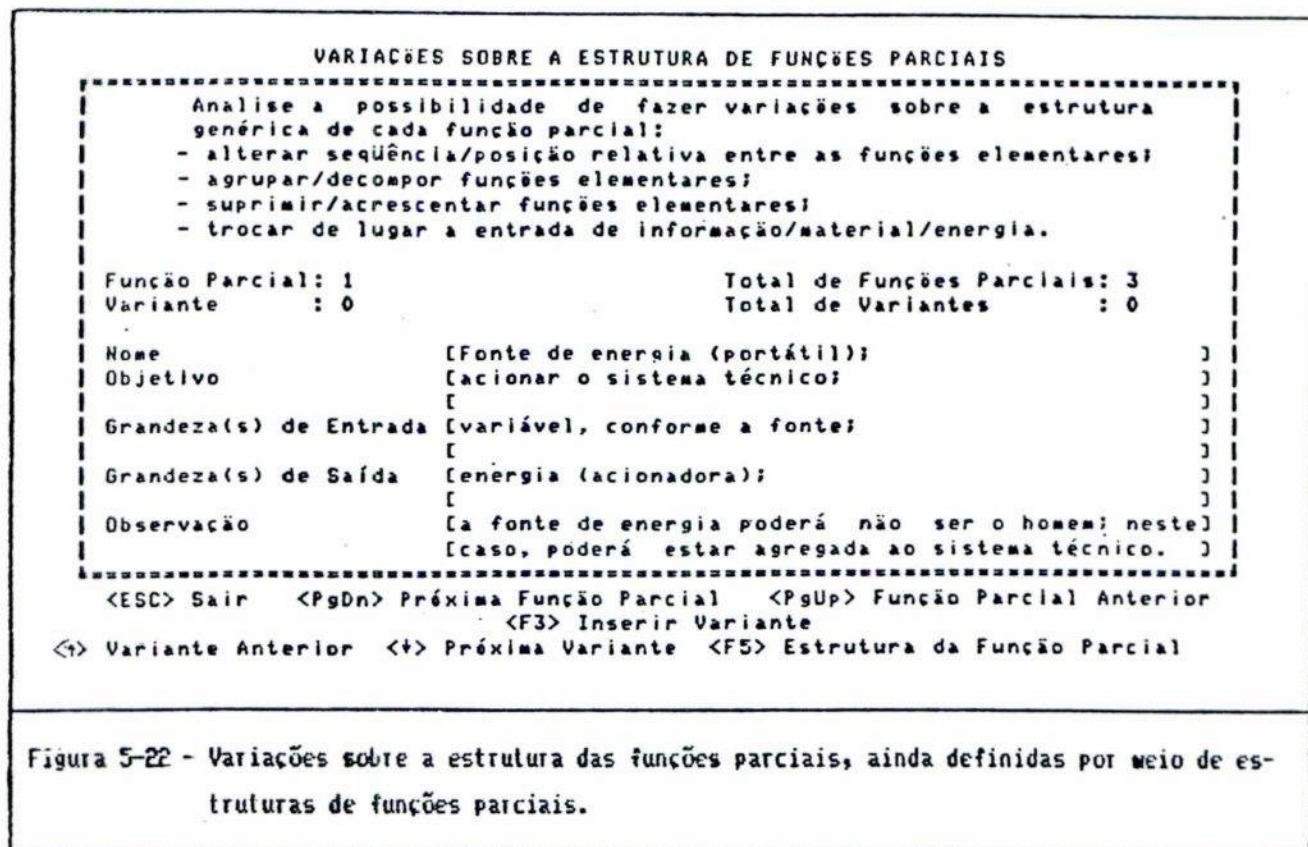 VARIAÇÕES SOBRE A ESTRUTURA DE FUNÇÕES PARCIAIS
Analise a possibilidade de fazer variações sobre a estrutura
genérica de cada função parcial:
- alterar seqüência/posição relativa entre as funções elementares;
- agrupar/decompor funções elementares;
- suprimir/acrescentar funções elementares;
- trocar de lugar a entrada de informação/material/energia.
Função Parcial: 1 Total de Funções Parciais: 3
Variante : 0 Total de Variantes : 0
Nome [Fonte de energia (portátil); ]
Objetivo [acionar o sistema técnico; ]
[ ]
Grandeza(s) de Entrada [variável, conforme a fonte; ]
[ ]
Grandeza(s) de Saída [energia (acionadora); ]
[ ]
Observação [a fonte de energia poderá não ser o homem; neste]
[caso, poderá estar agregada ao sistema técnico. ]
<ESC> Sair <PgDn> Próxima Função Parcial <PgUp> Função Parcial Anterior
<F3> Inserir Variante
<↑> Variante Anterior <↓> Próxima Variante <F5> Estrutura da Função Parcial
Figura 5-22 - Variações sobre a estrutura das funções parciais, ainda definidas por meio de es-
truturas de funções parciais.